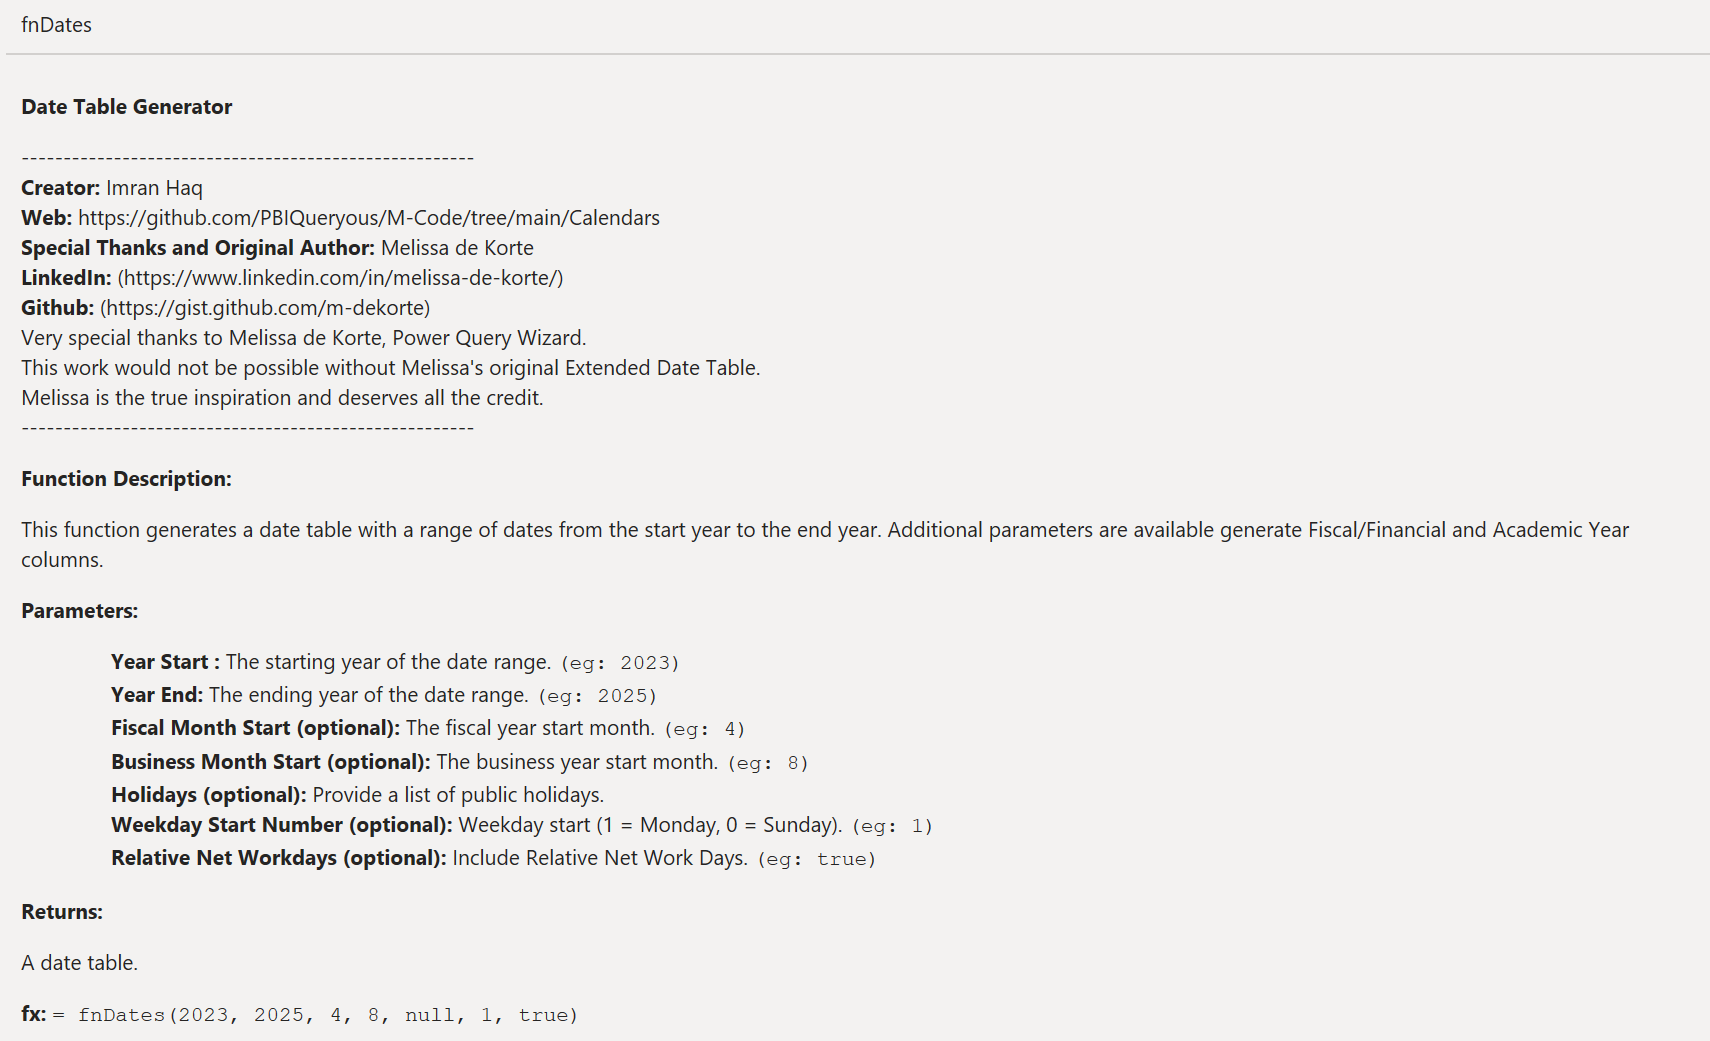 fnDates
Date Table Generator
------------------------------------------------------
Creator: Imran Haq
Web: https://github.com/PBIQueryous/M-Code/tree/main/Calendars
Special Thanks and Original Author: Melissa de Korte
LinkedIn: (https://www.linkedin.com/in/melissa-de-korte/)
Github: (https://gist.github.com/m-dekorte)
Very special thanks to Melissa de Korte, Power Query Wizard.
This work would not be possible without Melissa's original Extended Date Table.
Melissa is the true inspiration and deserves all the credit.
------------------------------------------------------
Function Description:
This function generates a date table with a range of dates from the start year to the end year. Additional parameters are available generate Fiscal/Financial and Academic Year
columns.
Parameters:
Year Start : The starting year of the date range. (eg: 2023)
Year End: The ending year of the date range. (eg: 2025)
Fiscal Month Start (optional): The fiscal year start month. (eg: 4)
Business Month Start (optional): The business year start month. (eg: 8)
Holidays (optional): Provide a list of public holidays.
Weekday Start Number (optional): Weekday start (1 = Monday, 0 = Sunday). (eg: 1)
Relative Net Workdays (optional): Include Relative Net Work Days. (eg: true)
Returns:
A date table.
fx: = fnDates(2023, 2025, 4, 8, null, 1, true)